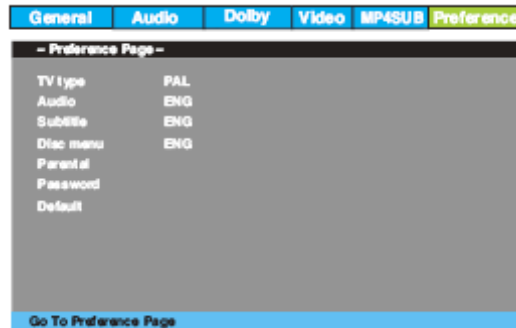 General Audio Dolby Video MP4SUB Preference
– Preference Page –
TV type PAL
Audio ENG
Subtitle ENG
Disc menu ENG
Parental
Password
Default
Go To Preference Page